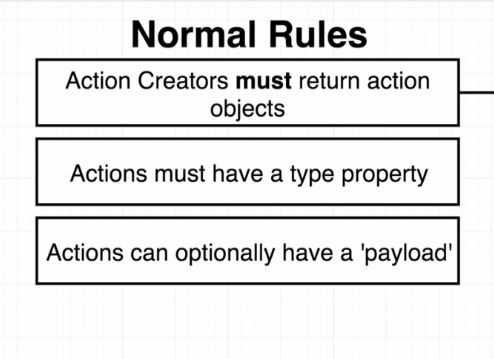 Normal Rules
Action Creators must return action
objects
Actions must have a type property
Actions can optionally have a 'payload'